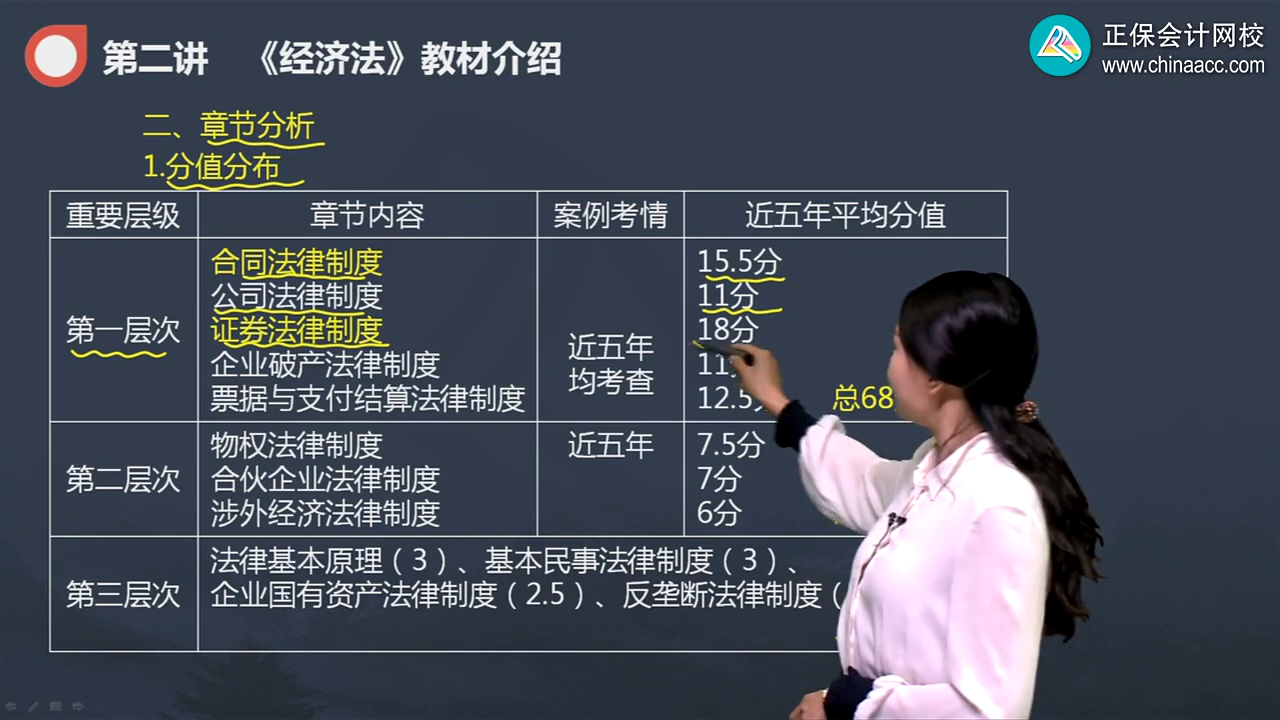 第二讲 《经济法》教材介绍
正保会计网校
www.chinaacc.com
二、章节分析
1.分值分布
重要层级 章节内容 案例考情 近五年平均分值
第一层次
合同法律制度
公司法律制度
证券法律制度
企业破产法律制度
票据与支付结算法律制度
近五年
均考查
15.5分
11分
18分
11
12.5分
总68
第二层次
物权法律制度
合伙企业法律制度
涉外经济法律制度
近五年
7.5分
7分
6分
第三层次
法律基本原理（3）、基本民事法律制度（3）、
企业国有资产法律制度（2.5）、反垄断法律制度（